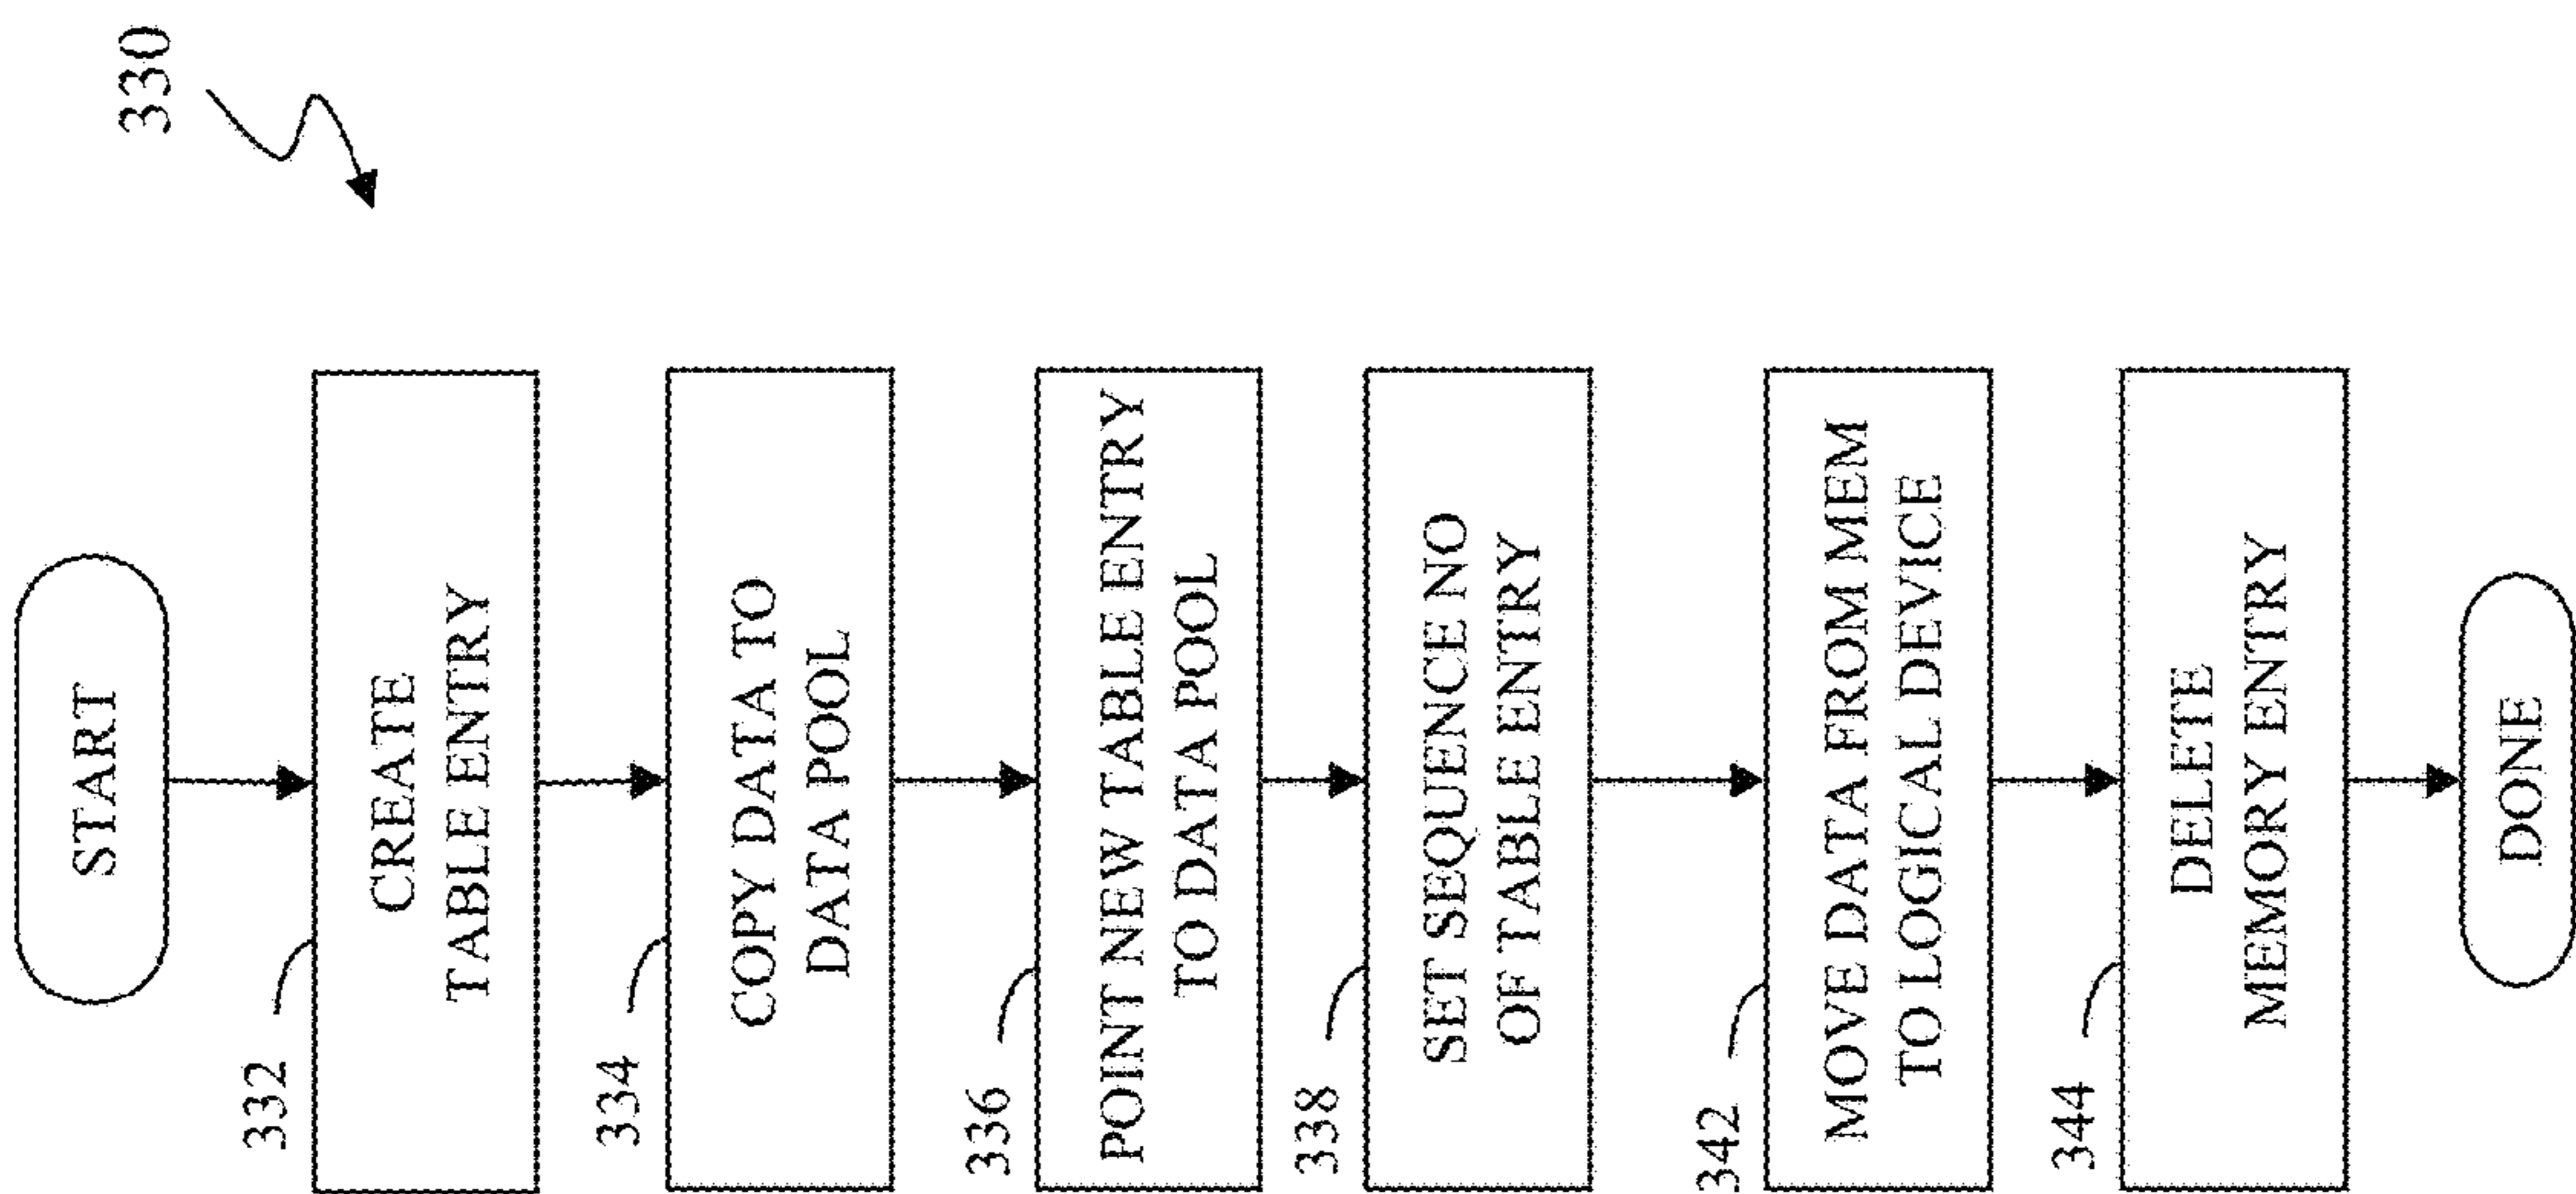 330
START
332
CREATE
TABLE ENTRY
334
COPY DATA TO
DATA POOL
336
POINT NEW TABLE ENTRY
TO DATA POOL
338
SET SEQUENCE NO
OF TABLE ENTRY
342
MOVE DATA FROM MEM
TO LOGICAL DEVICE
344
DELETE
MEMORY ENTRY
DONE